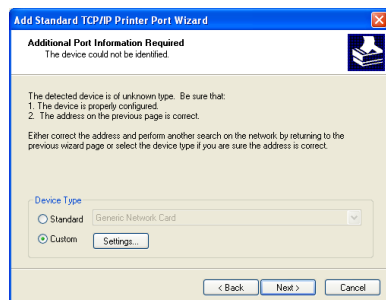 Add Standard TCP/IP Printer Port Wizard
Additional Port Information Required
The device could not be identified.
The detected device is of unknown type. Be sure that:
1. The device is properly configured.
2. The address on the previous page is correct.
Either correct the address and perform another search on the network by returning to the
previous wizard page or select the device type if you are sure the address is correct.
Device Type
Standard Generic Network Card
Custom Settings...
< Back Next > Cancel